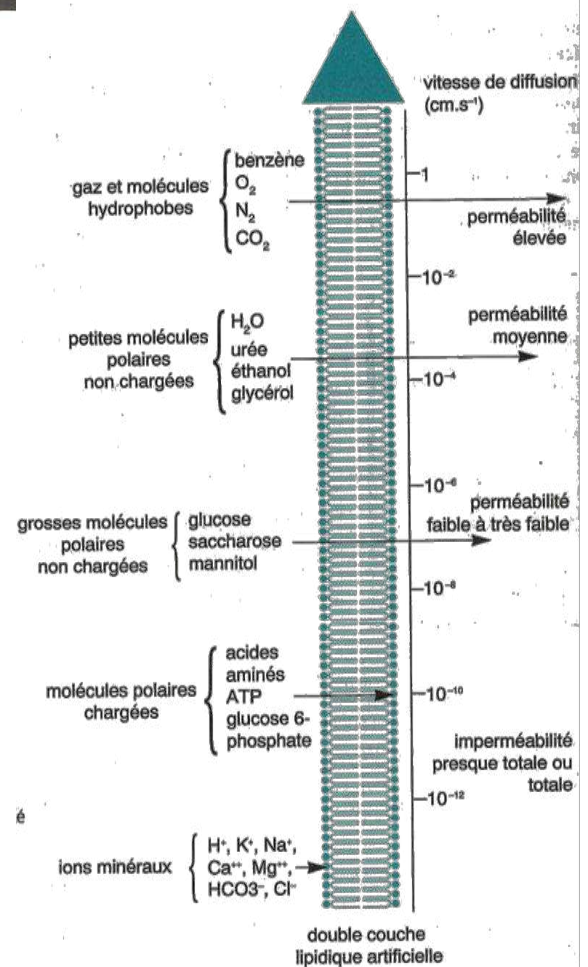 vitesse de diffusion
(cm.s⁻¹)
gaz et molécules
hydrophobes
benzène
O₂
N₂
CO₂
1
perméabilité
élevée
10⁻²
petites molécules
polaires
non chargées
H₂O
urée
éthanol
glycérol
perméabilité
moyenne
10⁻⁴
10⁻⁶
grosses molécules
polaires
non chargées
glucose
saccharose
mannitol
perméabilité
faible à très faible
10⁻⁸
molécules polaires
chargées
acides
aminés
ATP
glucose 6-
phosphate
10⁻¹⁰
imperméabilité
presque totale ou
totale
10⁻¹²
é
ions minéraux
H⁺, K⁺, Na⁺,
Ca⁺⁺, Mg⁺⁺,
HCO3⁻, Cl⁻
double couche
lipidique artificielle